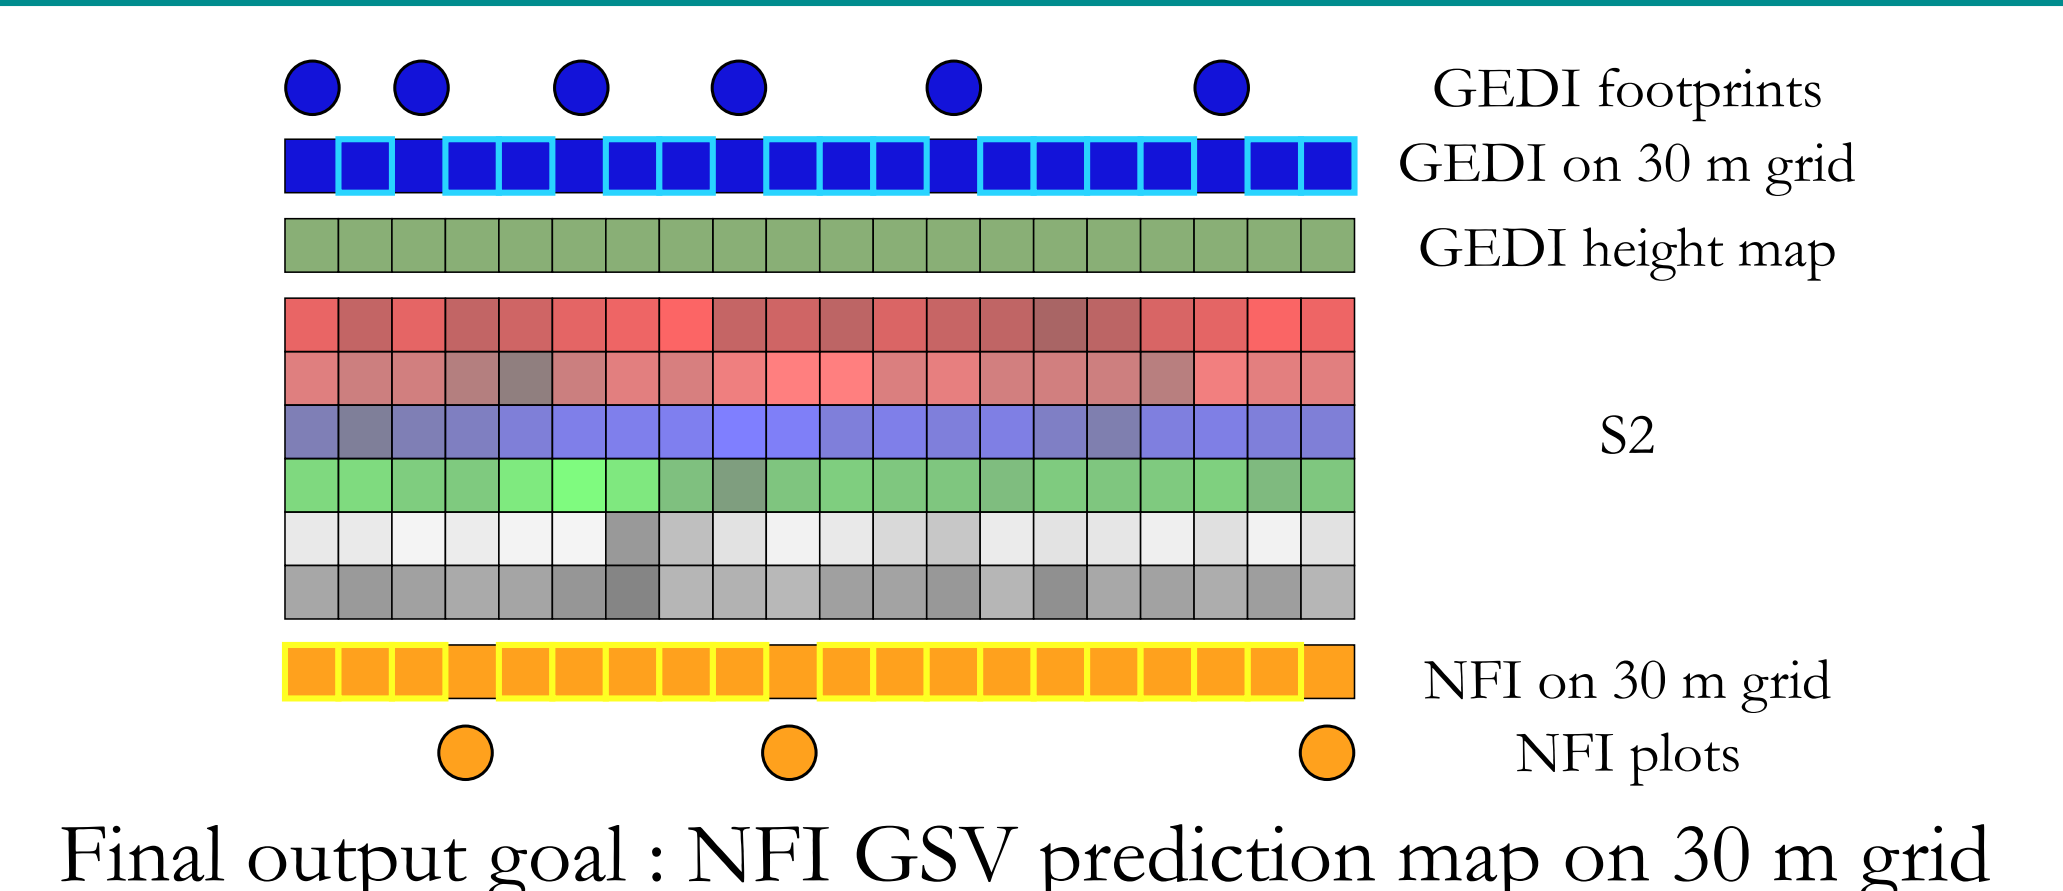 GEDI footprints
GEDI on 30 m grid
GEDI height map
S2
NFI on 30 m grid
NFI plots
Final output goal : NFI GSV prediction map on 30 m grid